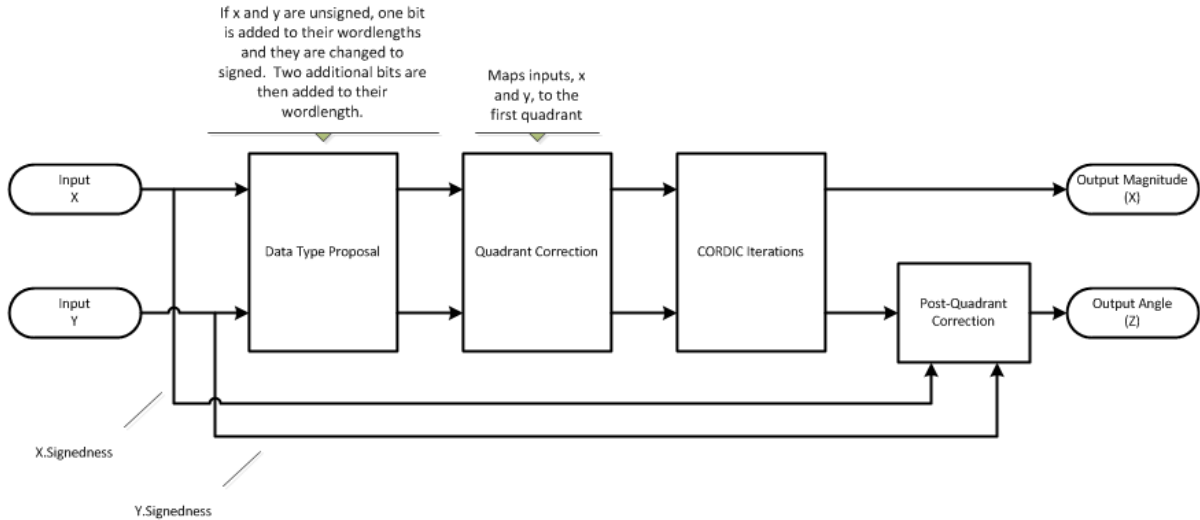 If x and y are unsigned, one bit
is added to their wordlengths
and they are changed to
signed.  Two additional bits are
then added to their
wordlength.
Maps inputs, x
and y, to the
first quadrant
Input
X
Data Type Proposal
Quadrant Correction
CORDIC Iterations
Output Magnitude
(X)
Input
Y
Post-Quadrant
Correction
Output Angle
(Z)
X.Signedness
Y.Signedness